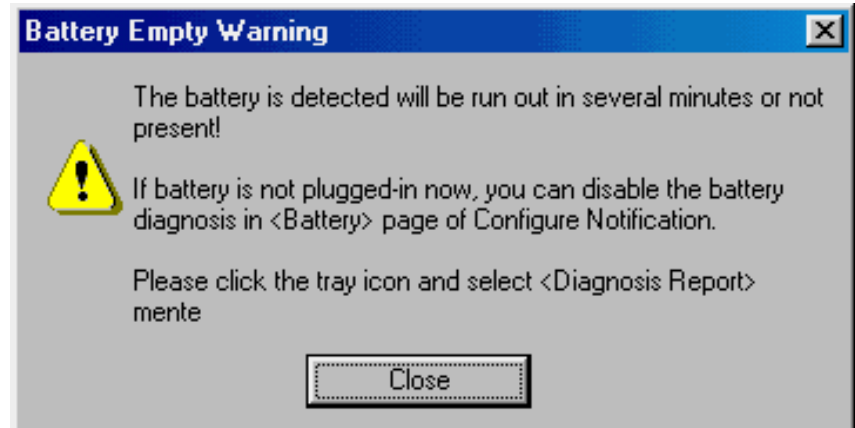 Battery Empty Warning
The battery is detected will be run out in several minutes or not
present!
If battery is not plugged-in now, you can disable the battery
diagnosis in <Battery> page of Configure Notification.
Please click the tray icon and select <Diagnosis Report>
mente
Close